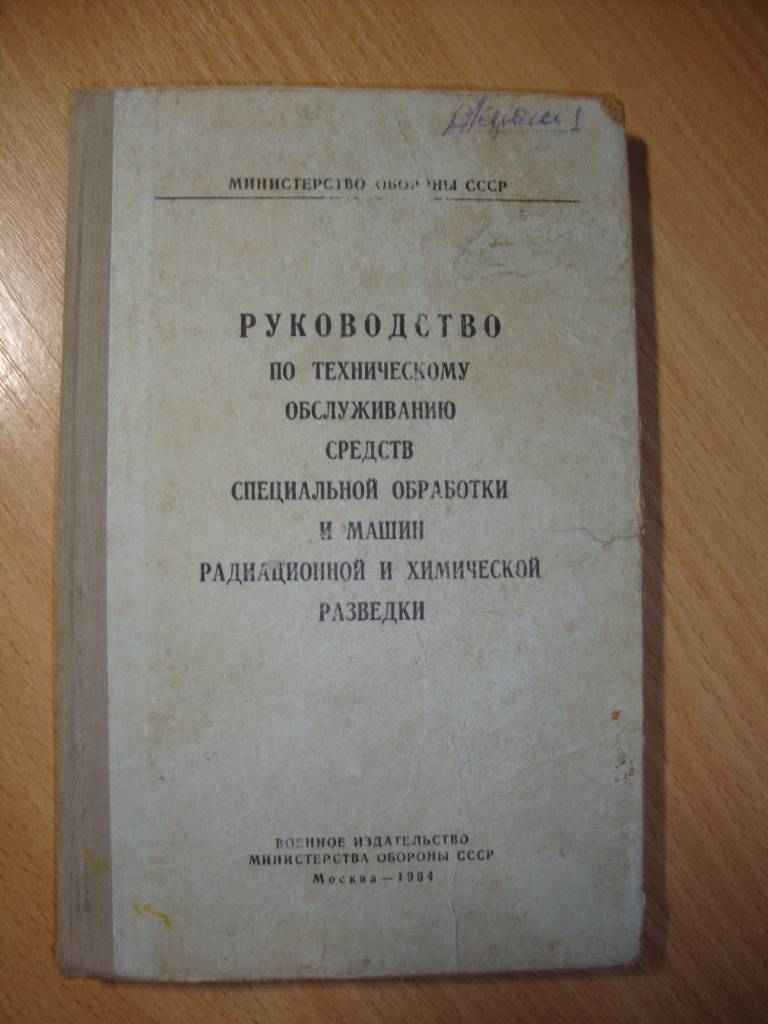 МИНИСТЕРСТВО ОБОРОНЫ СССР
РУКОВОДСТВО
ПО ТЕХНИЧЕСКОМУ
ОБСЛУЖИВАНИЮ
СРЕДСТВ
СПЕЦИАЛЬНОЙ ОБРАБОТКИ
И МАШИН
РАДИАЦИОННОЙ И ХИМИЧЕСКОЙ
РАЗВЕДКИ
ВОЕННОЕ ИЗДАТЕЛЬСТВО
МИНИСТЕРСТВА ОБОРОНЫ СССР
Москва — 1964